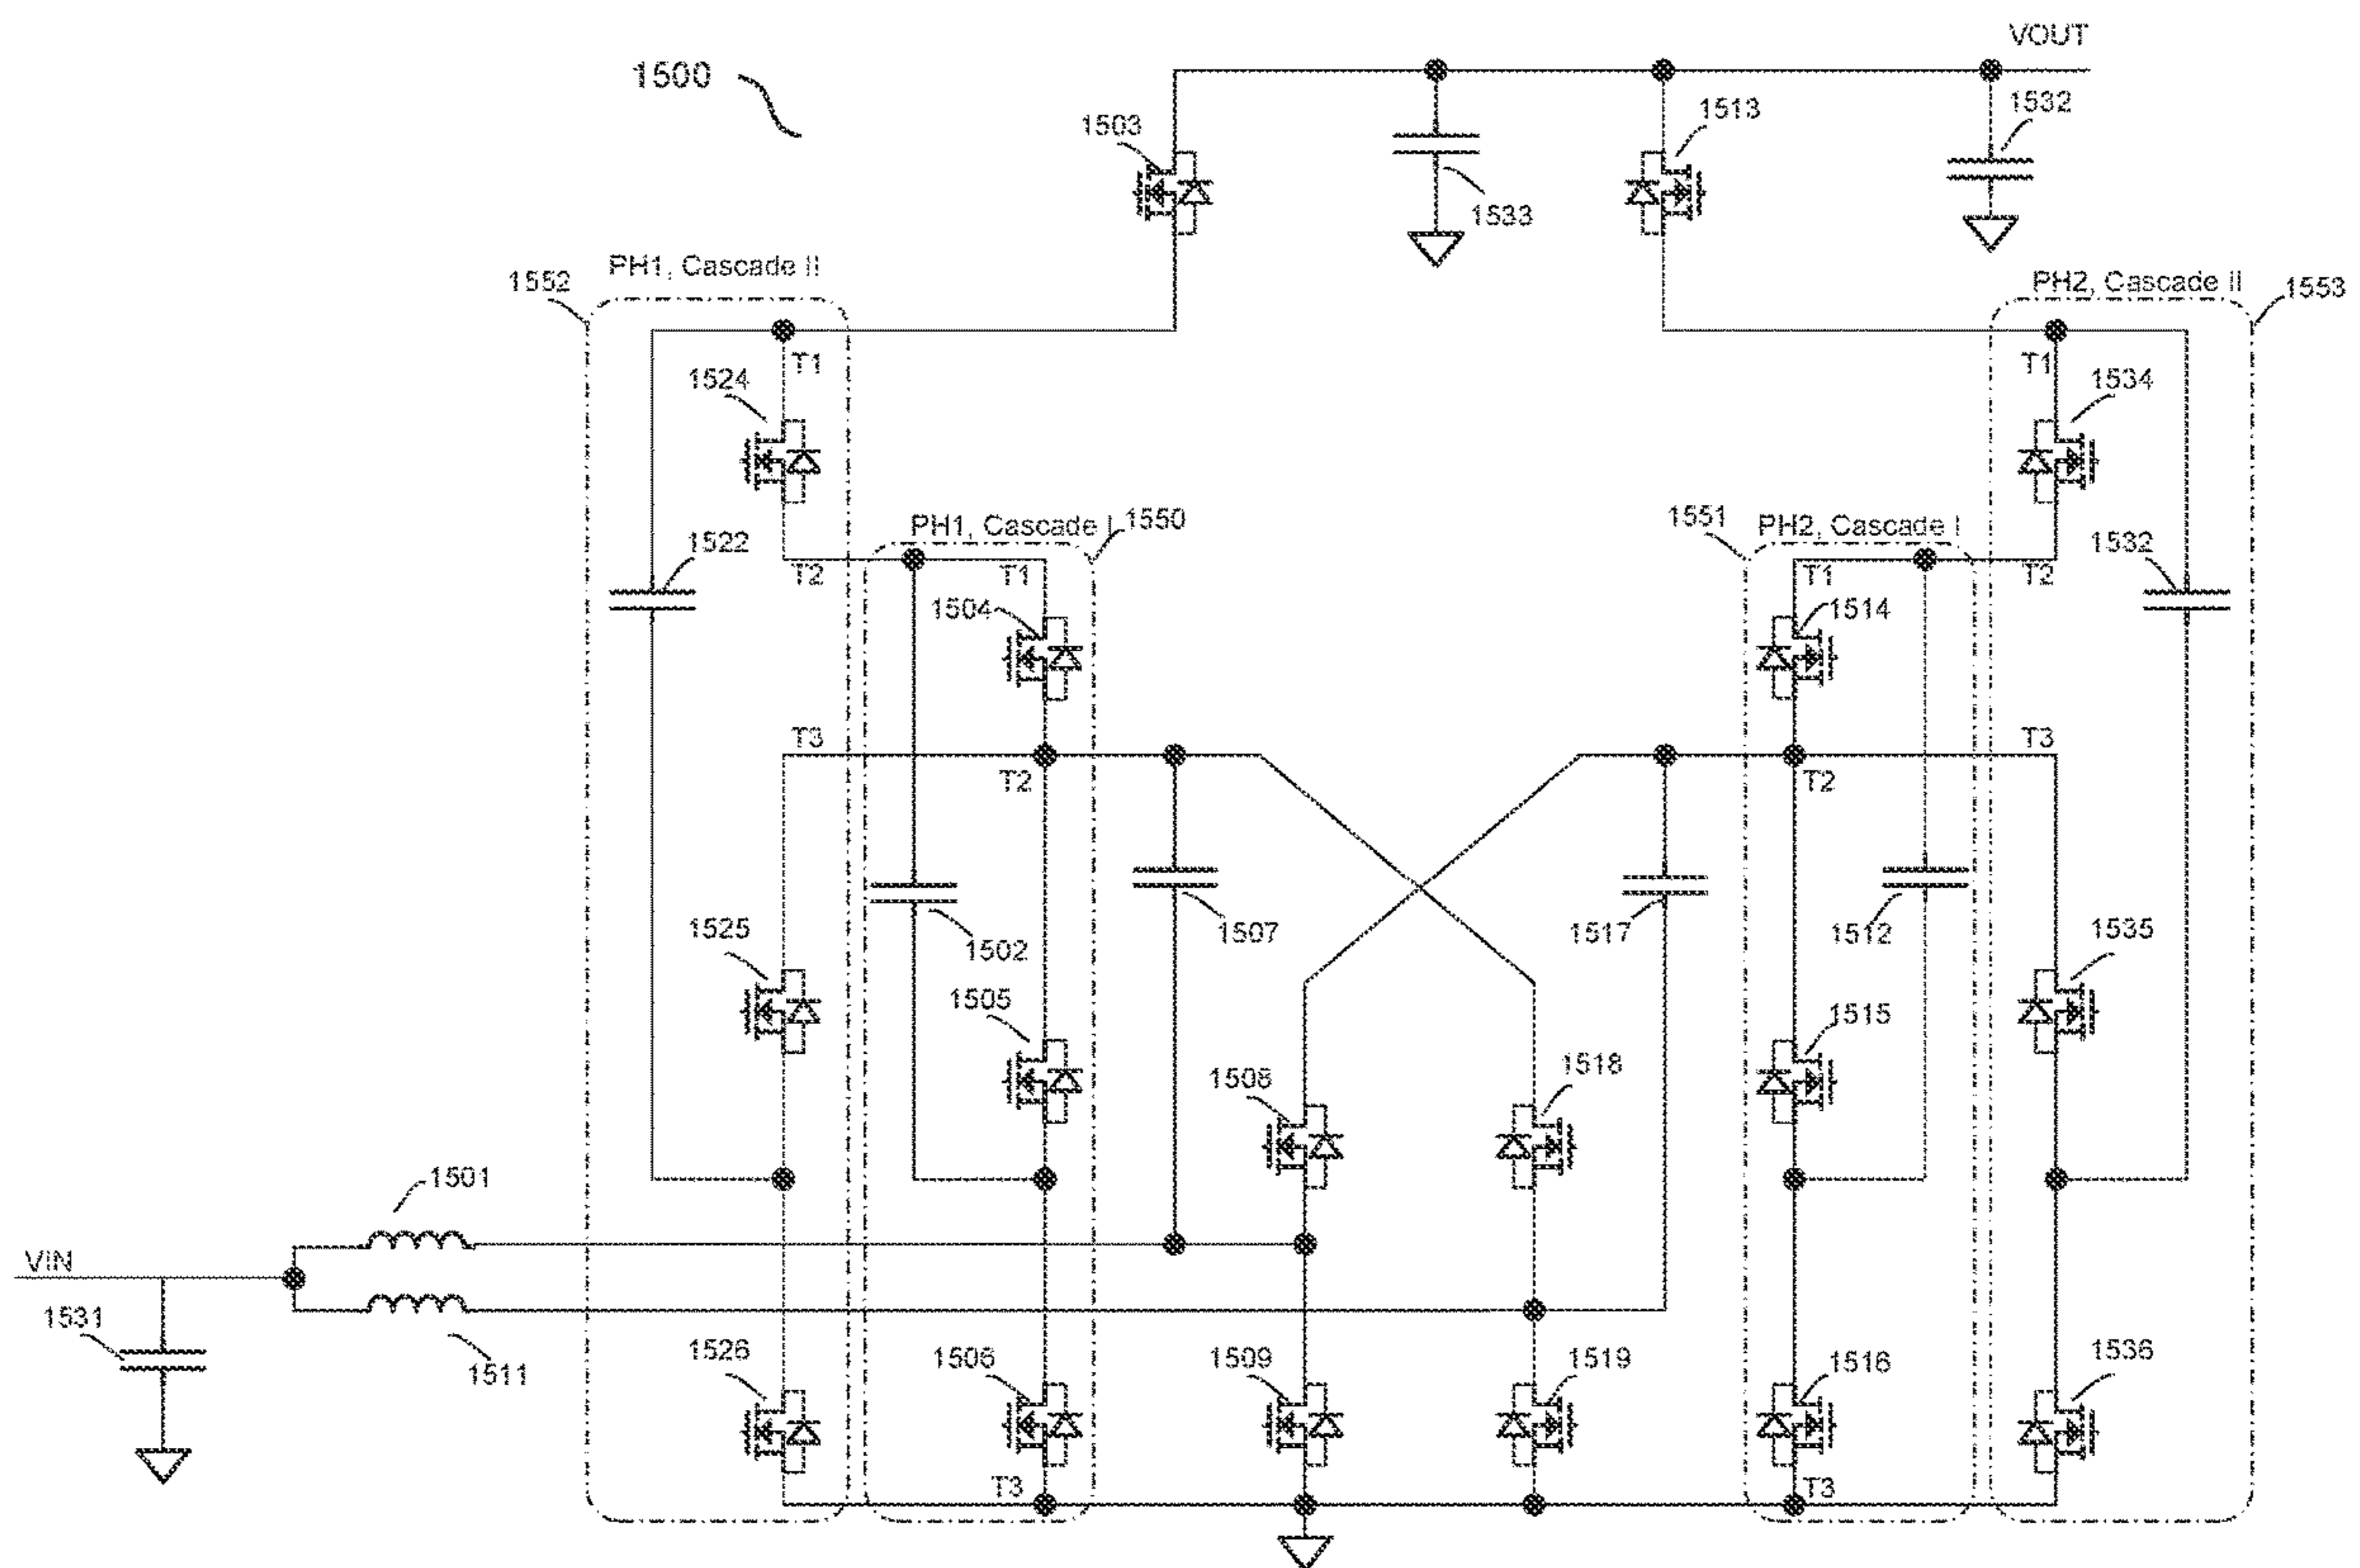 VOUT
1500
1503
1513
1532
1533
1552
PH1, Cascade II
PH2, Cascade II
1553
T1
T1
1524
1534
PH1, Cascade I
1550
1551
PH2, Cascade I
1522
1532
T2
T1
T1
T2
1504
1514
T3
T3
T2
T2
1525
1502
1507
1517
1512
1535
1505
1515
1508
1518
1501
VIN
1531
1511
1526
1506
1509
1519
1516
1536
T3
T3